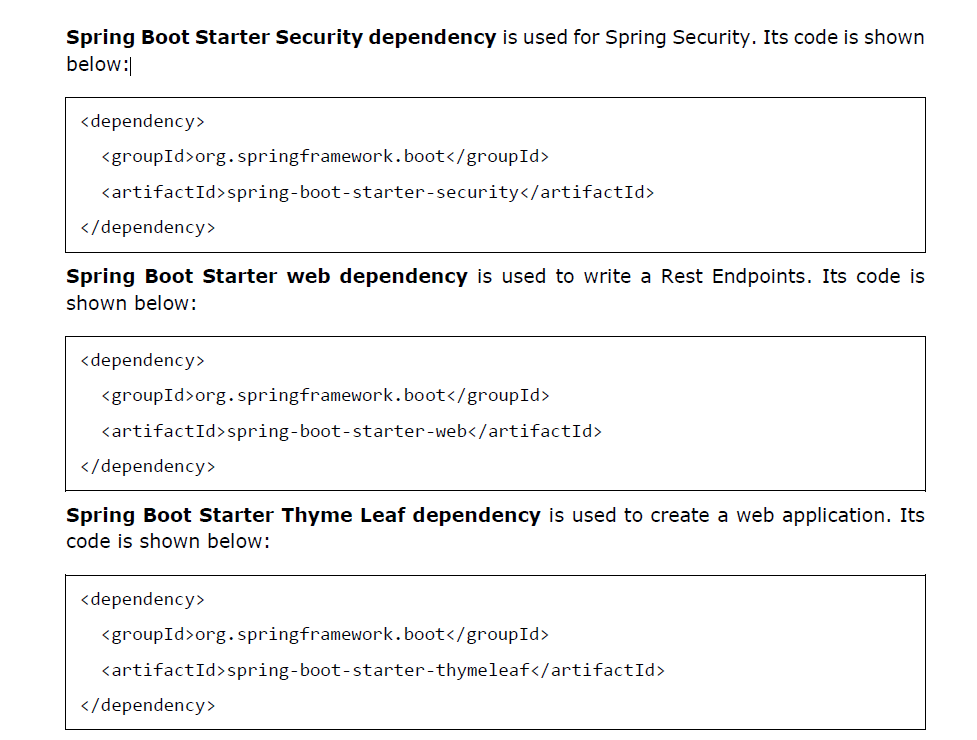 Spring Boot Starter Security dependency is used for Spring Security. Its code is shown
below:
<dependency>
<groupId>org.springframework.boot</groupId>
<artifactId>spring-boot-starter-security</artifactId>
</dependency>
Spring Boot Starter web dependency is used to write a Rest Endpoints. Its code is
shown below:
<dependency>
<groupId>org.springframework.boot</groupId>
<artifactId>spring-boot-starter-web</artifactId>
</dependency>
Spring Boot Starter Thyme Leaf dependency is used to create a web application. Its
code is shown below:
<dependency>
<groupId>org.springframework.boot</groupId>
<artifactId>spring-boot-starter-thymeleaf</artifactId>
</dependency>